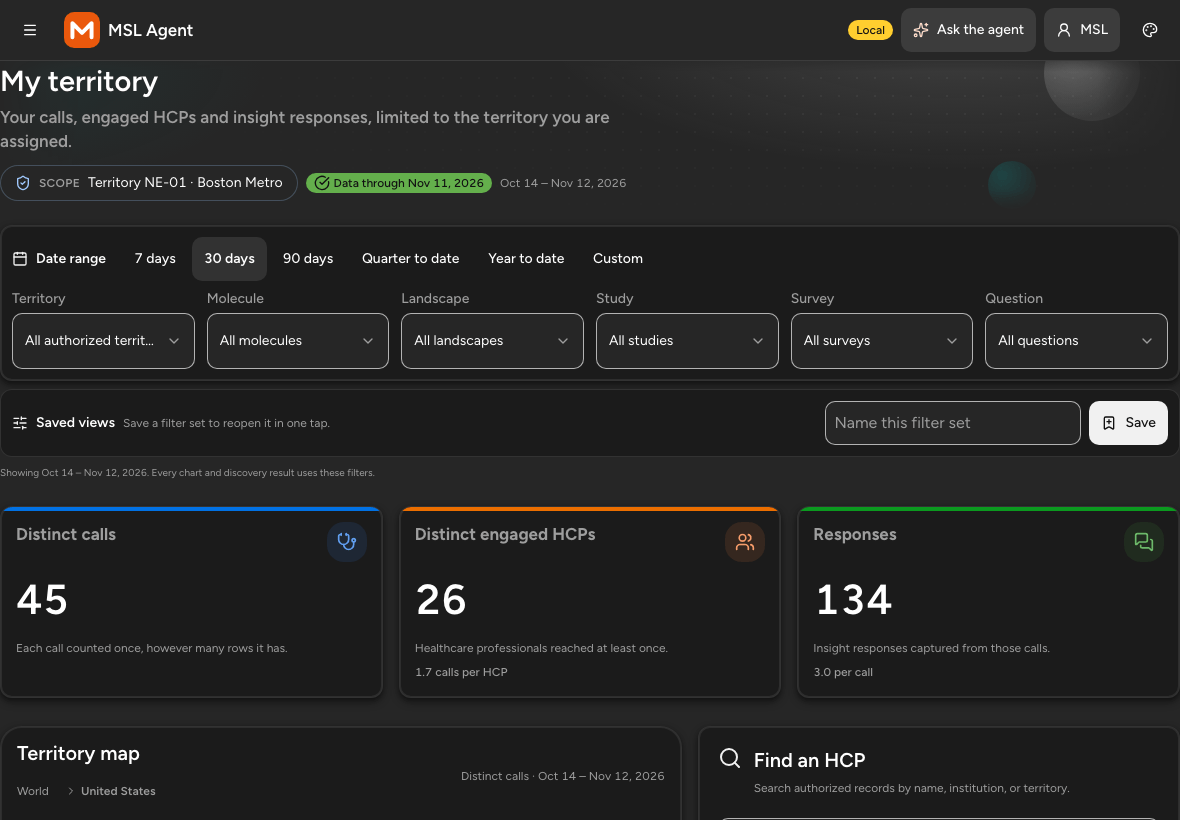 MSL Agent
Local
Ask the agent
MSL
My territory
Your calls, engaged HCPs and insight responses, limited to the territory you are
assigned.
SCOPE Territory NE-01 · Boston Metro
Data through Nov 11, 2026
Oct 14 – Nov 12, 2026
Date range 7 days 30 days 90 days Quarter to date Year to date Custom
Territory Molecule Landscape Study Survey Question
All authorized territ... All molecules All landscapes All studies All surveys All questions
Saved views Save a filter set to reopen it in one tap.
Name this filter set
Save
Showing Oct 14 – Nov 12, 2026. Every chart and discovery result uses these filters.
Distinct calls
45
Each call counted once, however many rows it has.
Distinct engaged HCPs
26
Healthcare professionals reached at least once.
1.7 calls per HCP
Responses
134
Insight responses captured from those calls.
3.0 per call
Territory map
Distinct calls · Oct 14 – Nov 12, 2026
World > United States
Find an HCP
Search authorized records by name, institution, or territory.